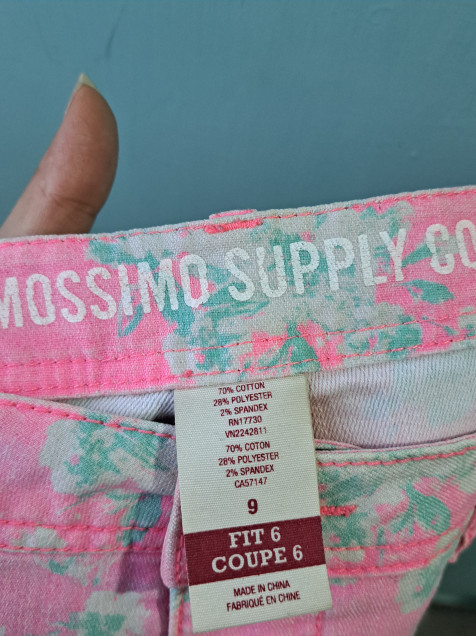 MOSSIMO SUPPLY CO
70% COTTON
28% POLYESTER
2% SPANDEX
RN17730
VN2242811
70% COTON
28% POLYESTER
2% SPANDEX
CA57147
9
FIT 6
COUPE 6
MADE IN CHINA
FABRIQUÉ EN CHINE